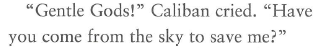 “Gentle Gods!” Caliban cried. “Have
you come from the sky to save me?”